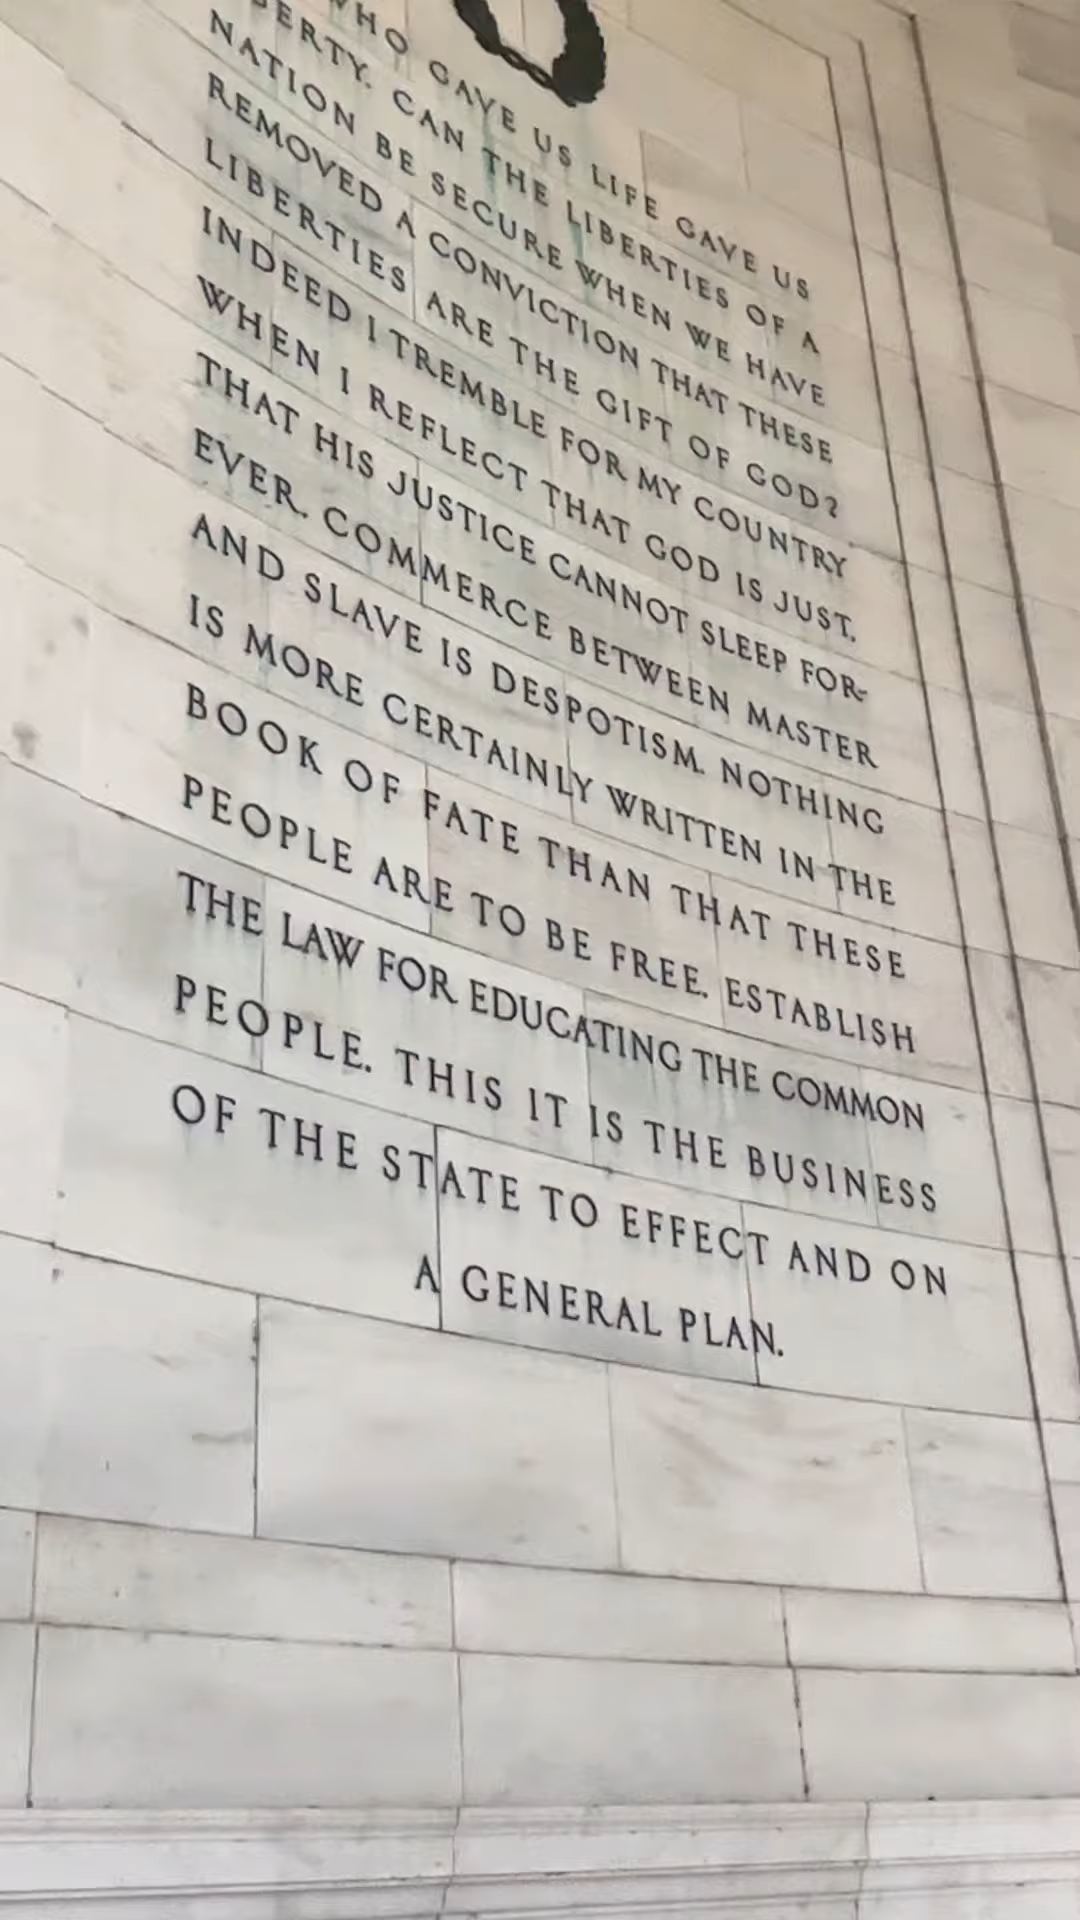 WHO GAVE US LIFE GAVE US
BERTY. CAN THE LIBERTIES OF A
NATION BE SECURE WHEN WE HAVE
REMOVED A CONVICTION THAT THESE
LIBERTIES ARE THE GIFT OF GOD?
INDEED I TREMBLE FOR MY COUNTRY
WHEN I REFLECT THAT GOD IS JUST,
THAT HIS JUSTICE CANNOT SLEEP FOR-
EVER. COMMERCE BETWEEN MASTER
AND SLAVE IS DESPOTISM. NOTHING
IS MORE CERTAINLY WRITTEN IN THE
BOOK OF FATE THAN THAT THESE
PEOPLE ARE TO BE FREE. ESTABLISH
THE LAW FOR EDUCATING THE COMMON
PEOPLE. THIS IT IS THE BUSINESS
OF THE STATE TO EFFECT AND ON
A GENERAL PLAN.